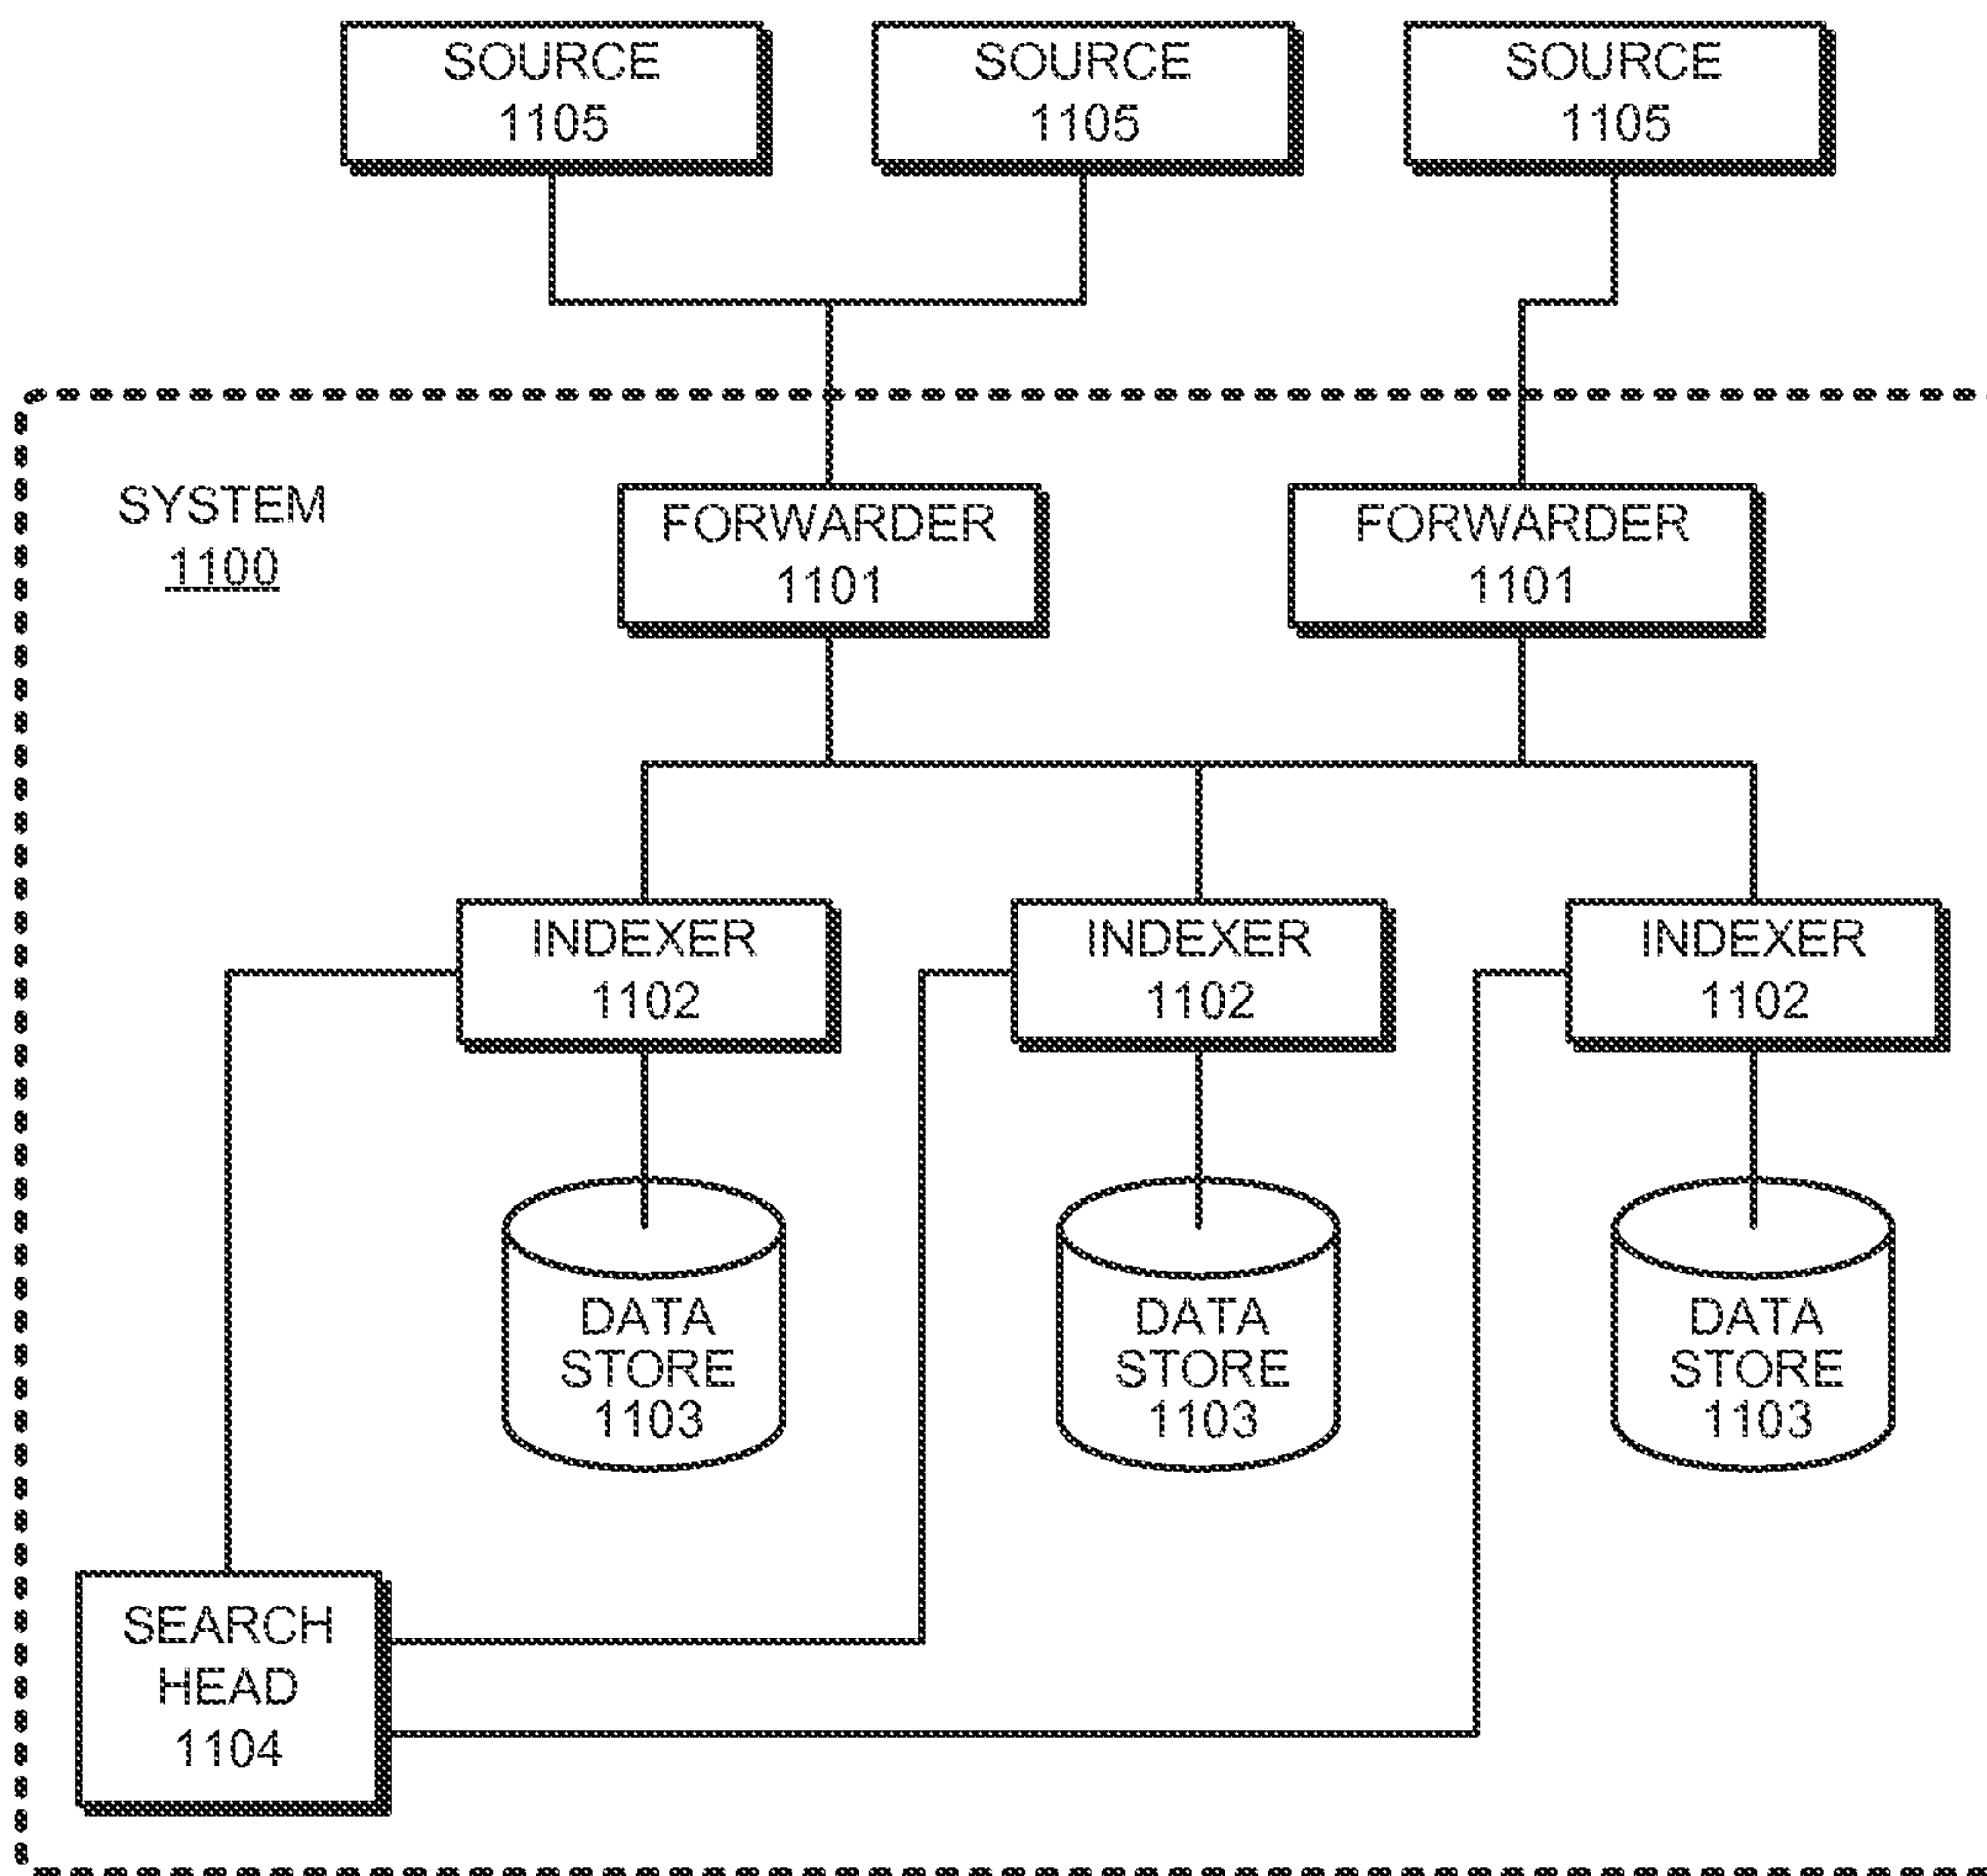 SOURCE
1105
SOURCE
1105
SOURCE
1105
SYSTEM
1100
FORWARDER
1101
FORWARDER
1101
INDEXER
1102
INDEXER
1102
INDEXER
1102
DATA
STORE
1103
DATA
STORE
1103
DATA
STORE
1103
SEARCH
HEAD
1104